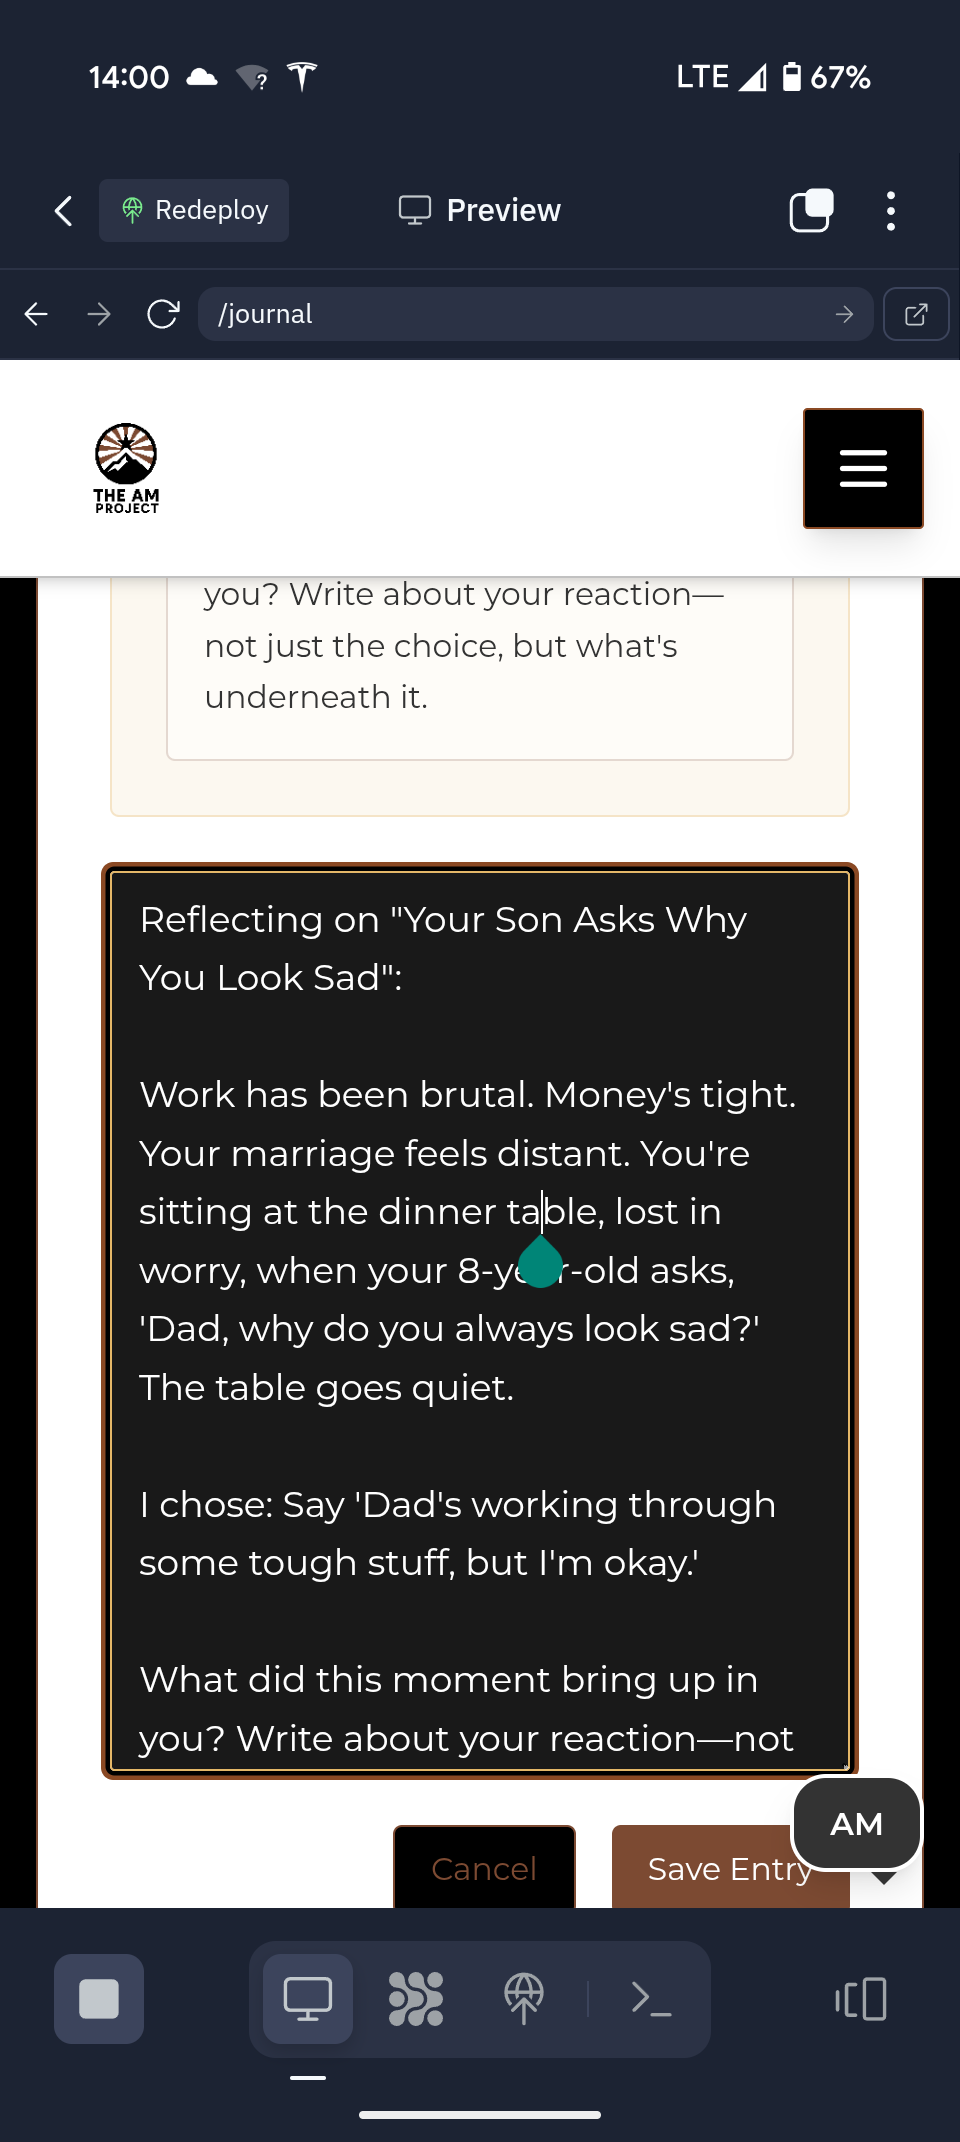 14:00
LTE
67%
Redeploy
Preview
/journal
THE AM
PROJECT
you? Write about your reaction—
not just the choice, but what's
underneath it.
Reflecting on "Your Son Asks Why
You Look Sad":
Work has been brutal. Money's tight.
Your marriage feels distant. You're
sitting at the dinner table, lost in
worry, when your 8-year-old asks,
'Dad, why do you always look sad?'
The table goes quiet.
I chose: Say 'Dad's working through
some tough stuff, but I'm okay.'
What did this moment bring up in
you? Write about your reaction—not
AM
Cancel
Save Entry